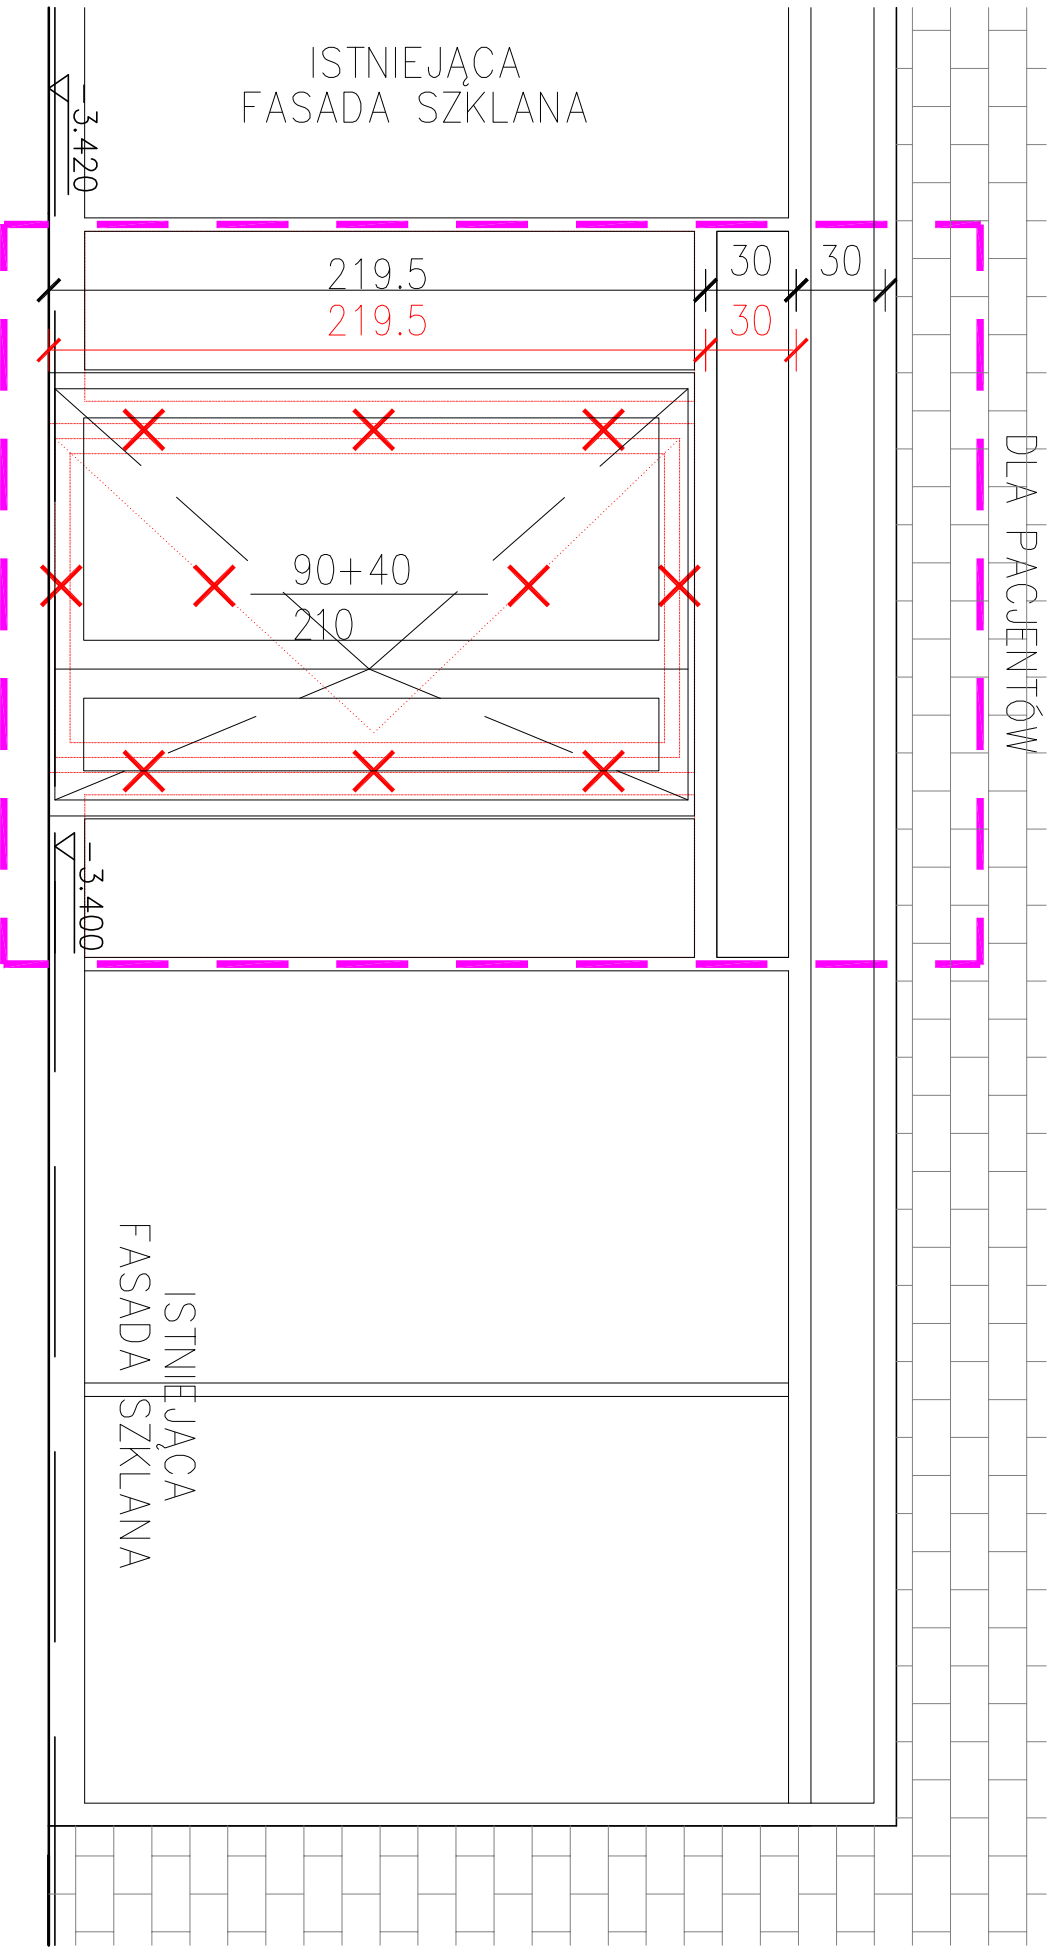 ISTNIEJĄCA
FASADA SZKLANA
-3.420
219.5
30
30
219.5
30
DLA PACJENTÓW
90+40
210
-3.400
ISTNIEJĄCA
FASADA SZKLANA